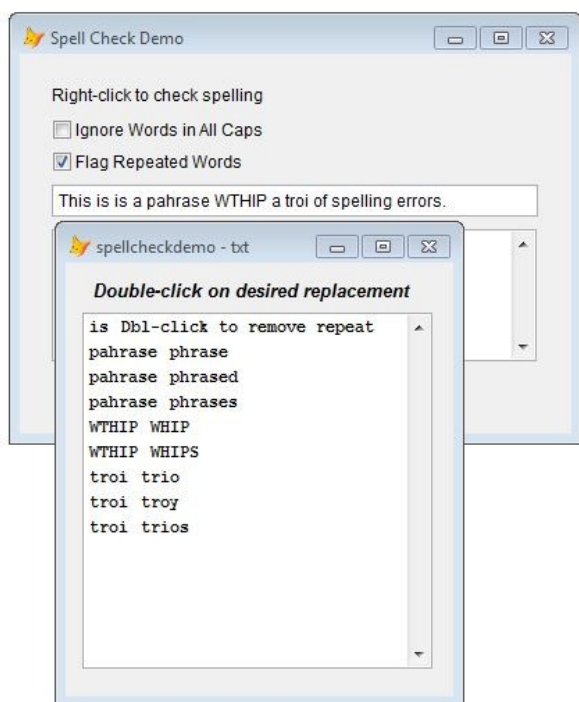 Spell Check Demo
Right-click to check spelling
Ignore Words in All Caps
Flag Repeated Words
This is is a pahrase WTHIP a troi of spelling errors.
spellcheckdemo - txt
Double-click on desired replacement
is Dbl-click to remove repeat
pahrase phrase
pahrase phrased
pahrase phrases
WTHIP WHIP
WTHIP WHIPS
troi trio
troi troy
troi trios